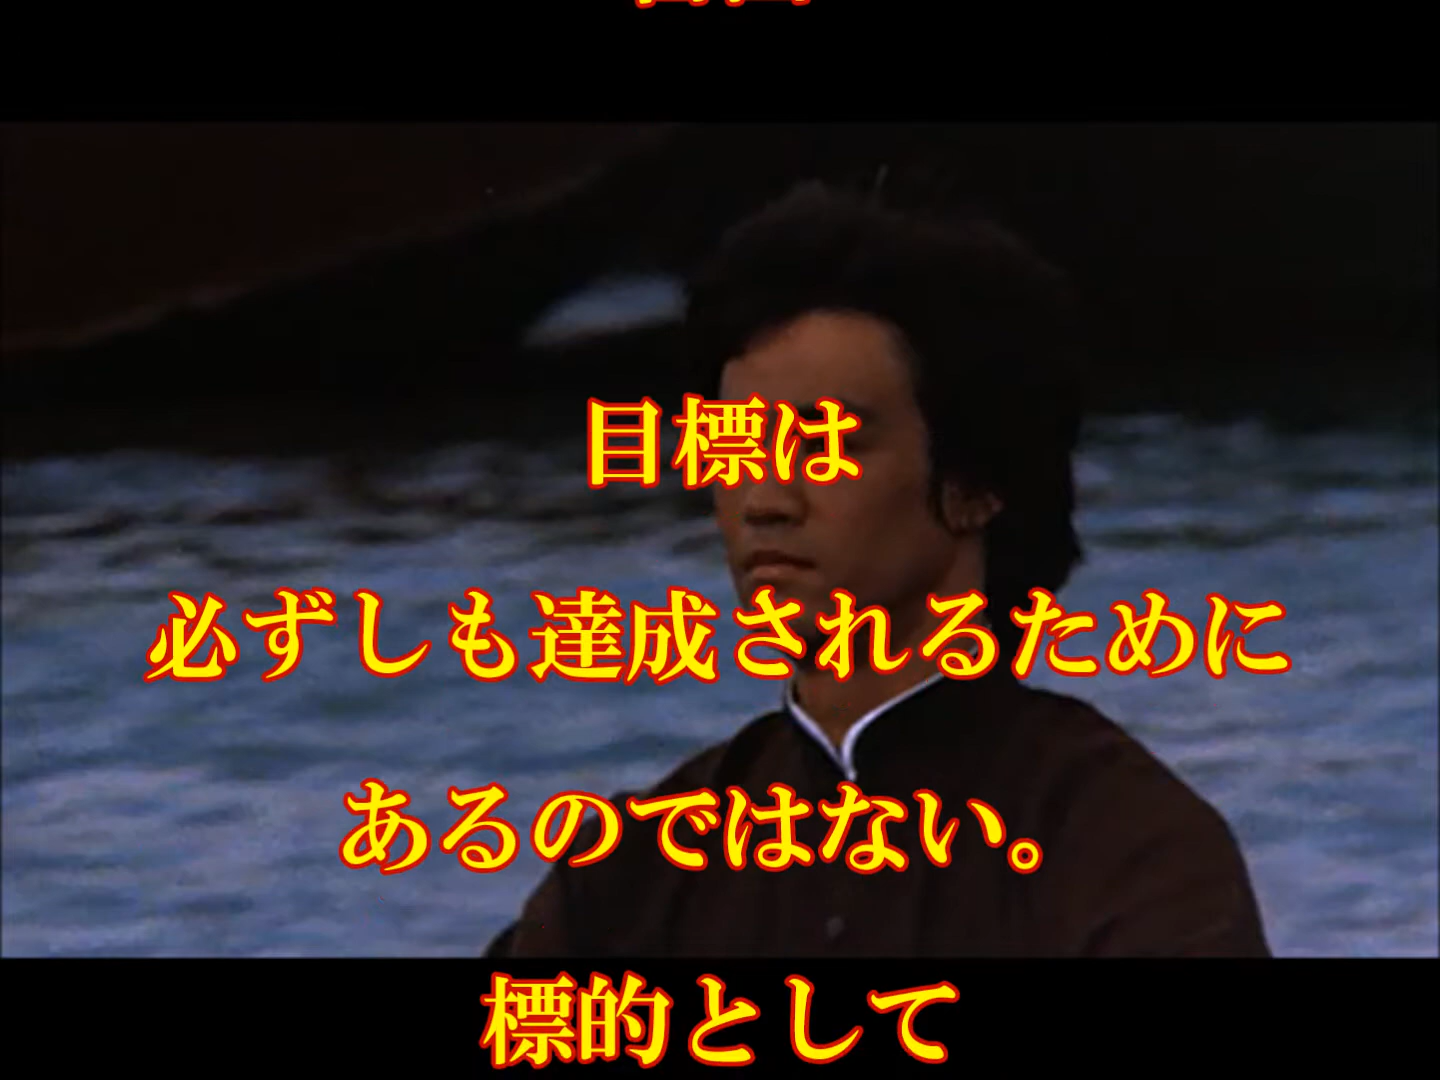 目標は
必ずしも達成されるために
あるのではない。
標的として